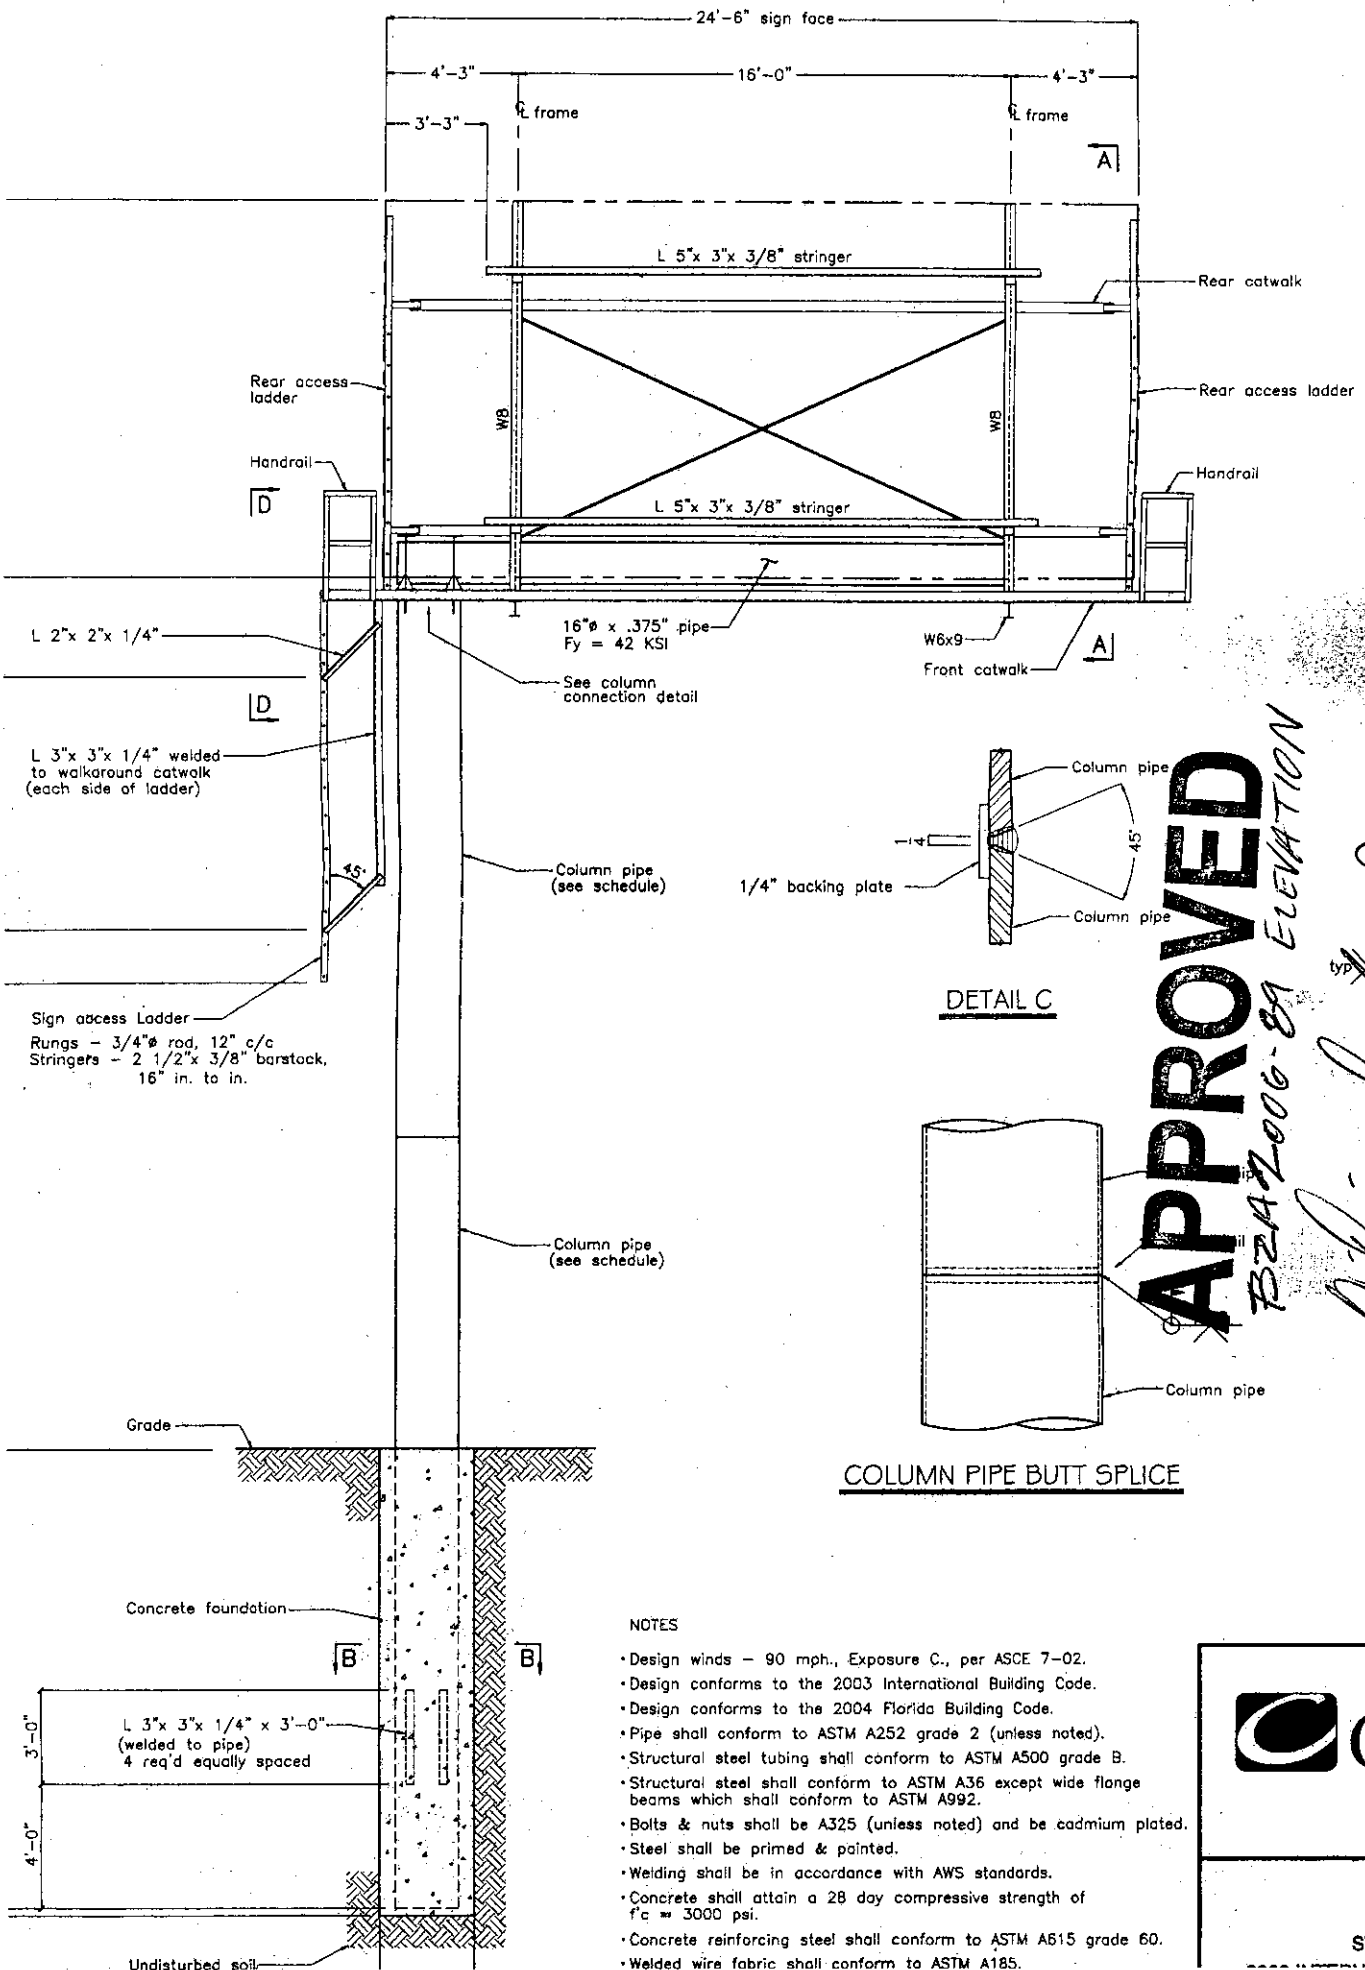 24'-6" sign face
4'-3"
16'-0"
4'-3"
℄ frame
℄ frame
3'-3"
A
L 5"x 3"x 3/8" stringer
Rear catwalk
Rear access
ladder
W8
W8
Rear access ladder
Handrail
Handrail
D
L 5"x 3"x 3/8" stringer
L 2"x 2"x 1/4"
16"ø x .375" pipe
Fy = 42 KSI
W6x9
A
Front catwalk
See column
connection detail
D
L 3"x 3"x 1/4" welded
to walkaround catwalk
(each side of ladder)
Column pipe
45°
1/4
1/4" backing plate
Column pipe
45°
Column pipe
(see schedule)
DETAIL C
typ
Sign access Ladder
Rungs - 3/4"ø rod, 12" c/c
Stringers - 2 1/2"x 3/8" barstock,
16" in. to in.
APPROVED
BZA2006-89 ELEVATION
Column pipe
(see schedule)
Column pipe
Grade
COLUMN PIPE BUTT SPLICE
Concrete foundation
B
B
3'-0"
L 3"x 3"x 1/4" x 3'-0"
(welded to pipe)
4 req'd equally spaced
4'-0"
Undisturbed soil
NOTES
•Design winds - 90 mph., Exposure C., per ASCE 7-02.
•Design conforms to the 2003 International Building Code.
•Design conforms to the 2004 Florida Building Code.
•Pipe shall conform to ASTM A252 grade 2 (unless noted).
•Structural steel tubing shall conform to ASTM A500 grade B.
•Structural steel shall conform to ASTM A36 except wide flange
beams which shall conform to ASTM A992.
•Bolts & nuts shall be A325 (unless noted) and be cadmium plated.
•Steel shall be primed & painted.
•Welding shall be in accordance with AWS standards.
•Concrete shall attain a 28 day compressive strength of
f'c = 3000 psi.
•Concrete reinforcing steel shall conform to ASTM A615 grade 60.
•Welded wire fabric shall conform to ASTM A185.